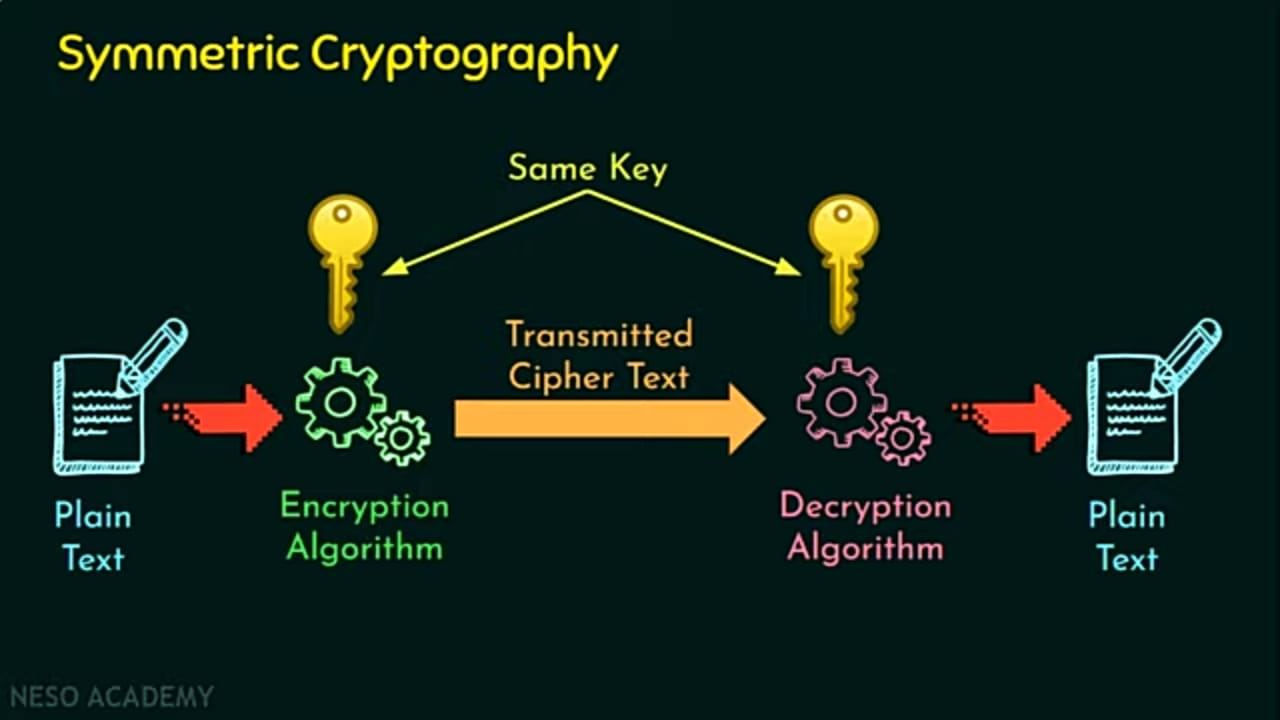 Symmetric Cryptography
Same Key
Transmitted
Cipher Text
Plain
Text
Encryption
Algorithm
Decryption
Algorithm
Plain
Text
NESO ACADEMY